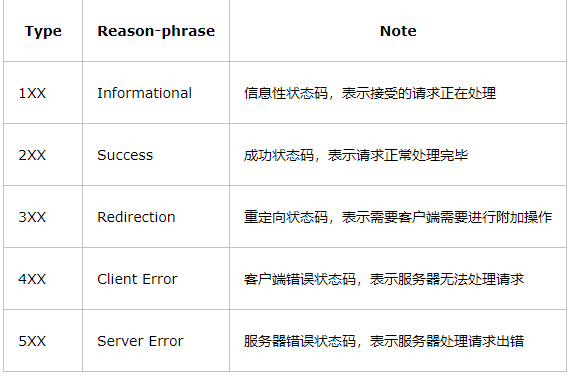 Type Reason-phrase Note
1XX Informational 信息性状态码，表示接受的请求正在处理
2XX Success 成功状态码，表示请求正常处理完毕
3XX Redirection 重定向状态码，表示需要客户端需要进行附加操作
4XX Client Error 客户端错误状态码，表示服务器无法处理请求
5XX Server Error 服务器错误状态码，表示服务器处理请求出错